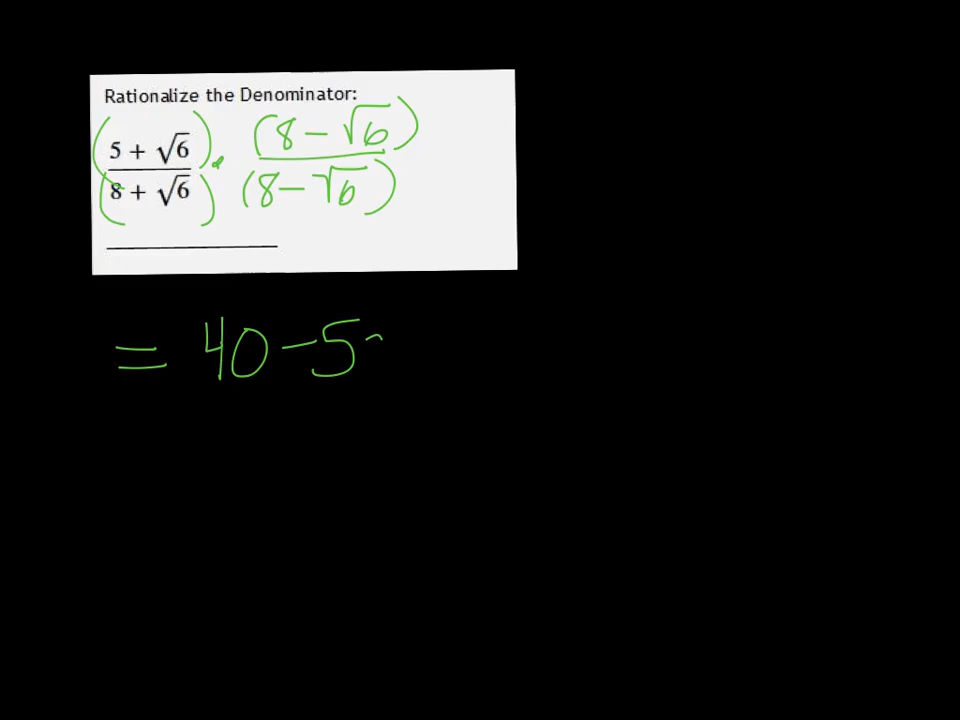 Rationalize the Denominator:
(5 + √6) · (8 − √6)
(8 + √6) (8 − √6)
= 40 − 5